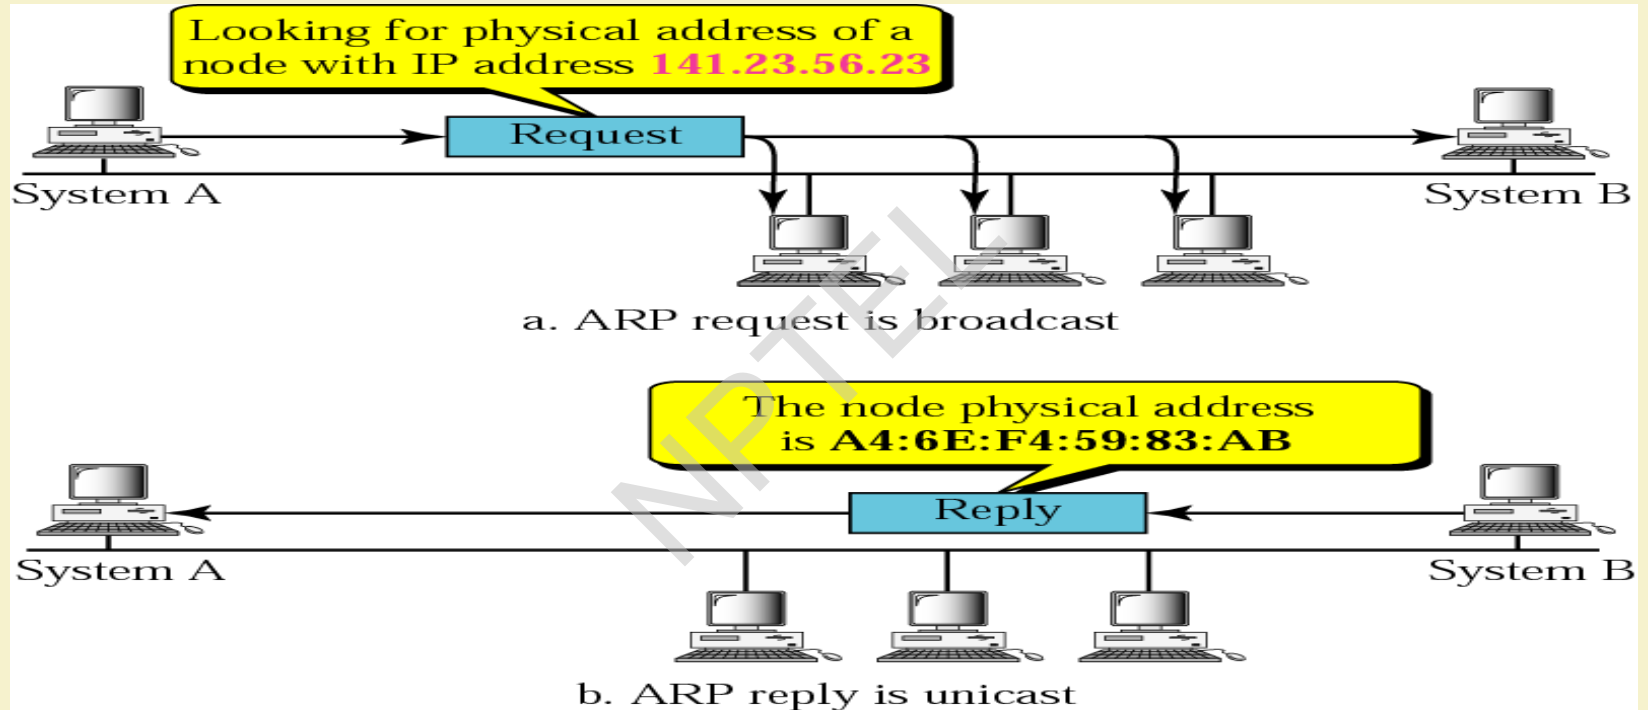 Looking for physical address of a
node with IP address 141.23.56.23
Request
System A
System B
a. ARP request is broadcast
NPTEL
The node physical address
is A4:6E:F4:59:83:AB
Reply
System A
System B
b. ARP reply is unicast